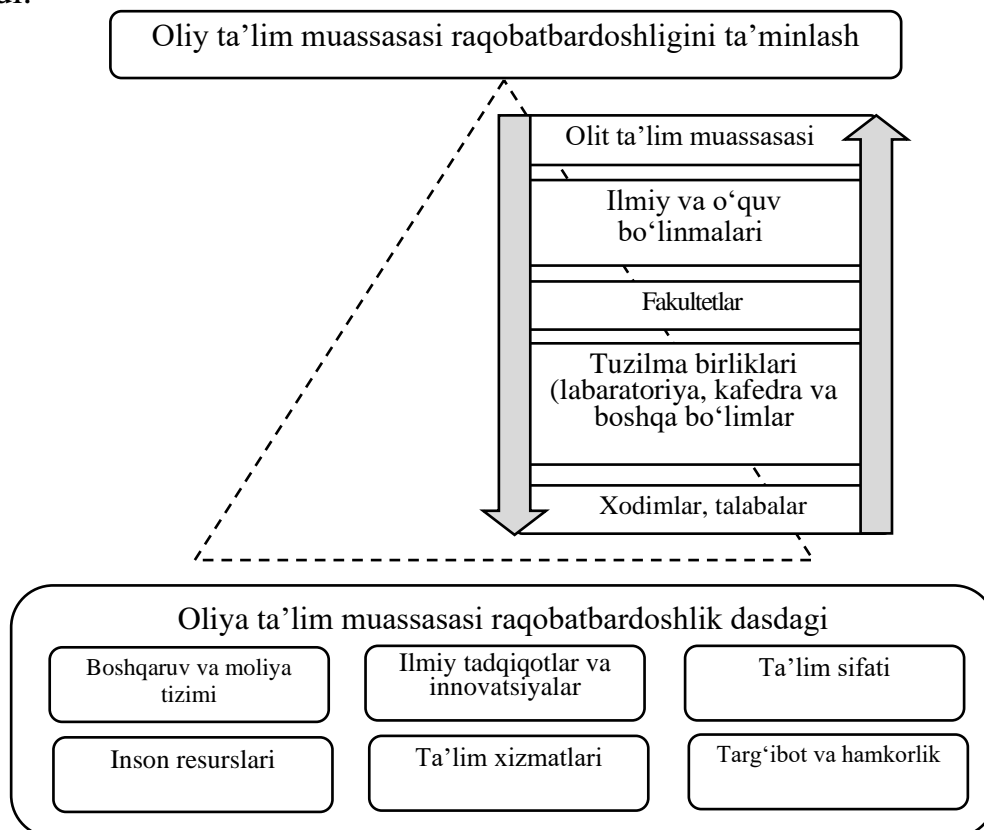 Oliy ta’lim muassasasi raqobatbardoshligini ta’minlash
Olit ta’lim muassasasi
Ilmiy va o‘quv
bo‘linmalari
Fakultetlar
Tuzilma birliklari
(labaratoriya, kafedra va
boshqa bo‘limlar
Xodimlar, talabalar
Oliya ta’lim muassasasi raqobatbardoshlik dasdagi
Boshqaruv va moliya
tizimi
Ilmiy tadqiqotlar va
innovatsiyalar
Ta’lim sifati
Inson resurslari
Ta’lim xizmatlari
Targ‘ibot va hamkorlik